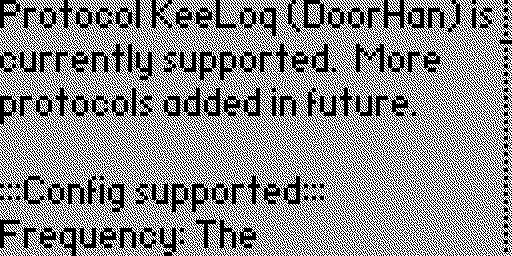 Protocol KeeLoq (DoorHan) is
currently supported.  More
protocols added in future.
:::Config supported:::
Frequency: The